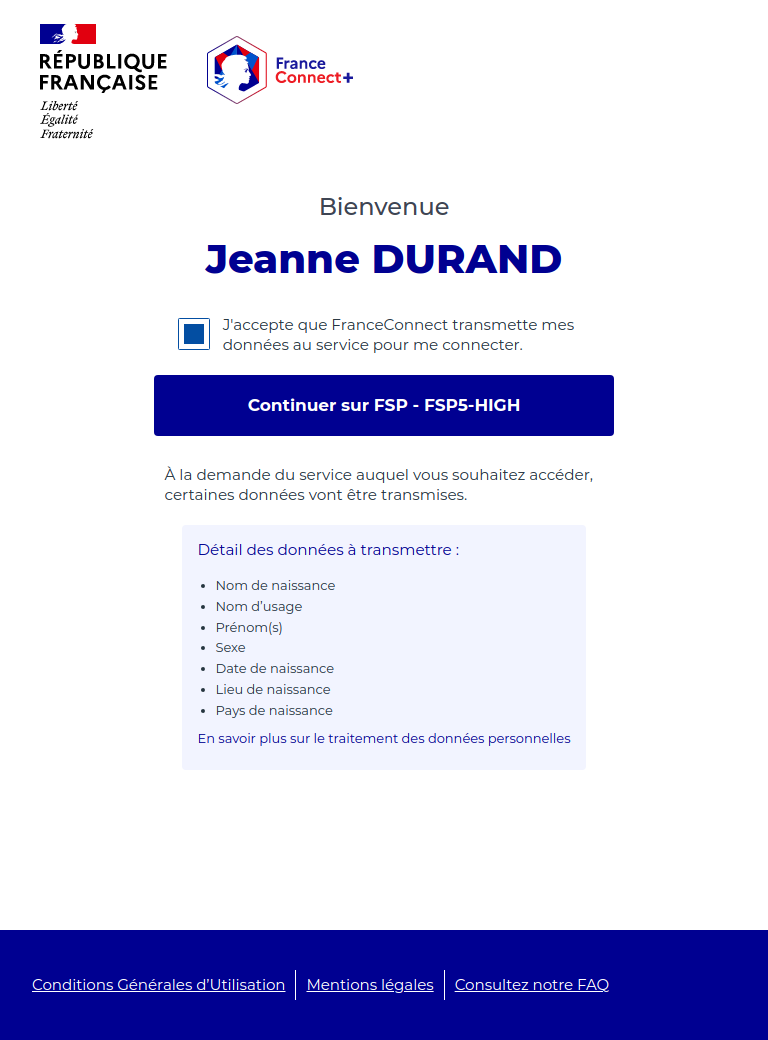 RÉPUBLIQUE
FRANÇAISE
Liberté
Égalité
Fraternité
France
Connect+
Bienvenue
Jeanne DURAND
J'accepte que FranceConnect transmette mes
données au service pour me connecter.
Continuer sur FSP - FSP5-HIGH
À la demande du service auquel vous souhaitez accéder,
certaines données vont être transmises.
Détail des données à transmettre :
• Nom de naissance
• Nom d’usage
• Prénom(s)
• Sexe
• Date de naissance
• Lieu de naissance
• Pays de naissance
En savoir plus sur le traitement des données personnelles
Conditions Générales d’Utilisation Mentions légales Consultez notre FAQ